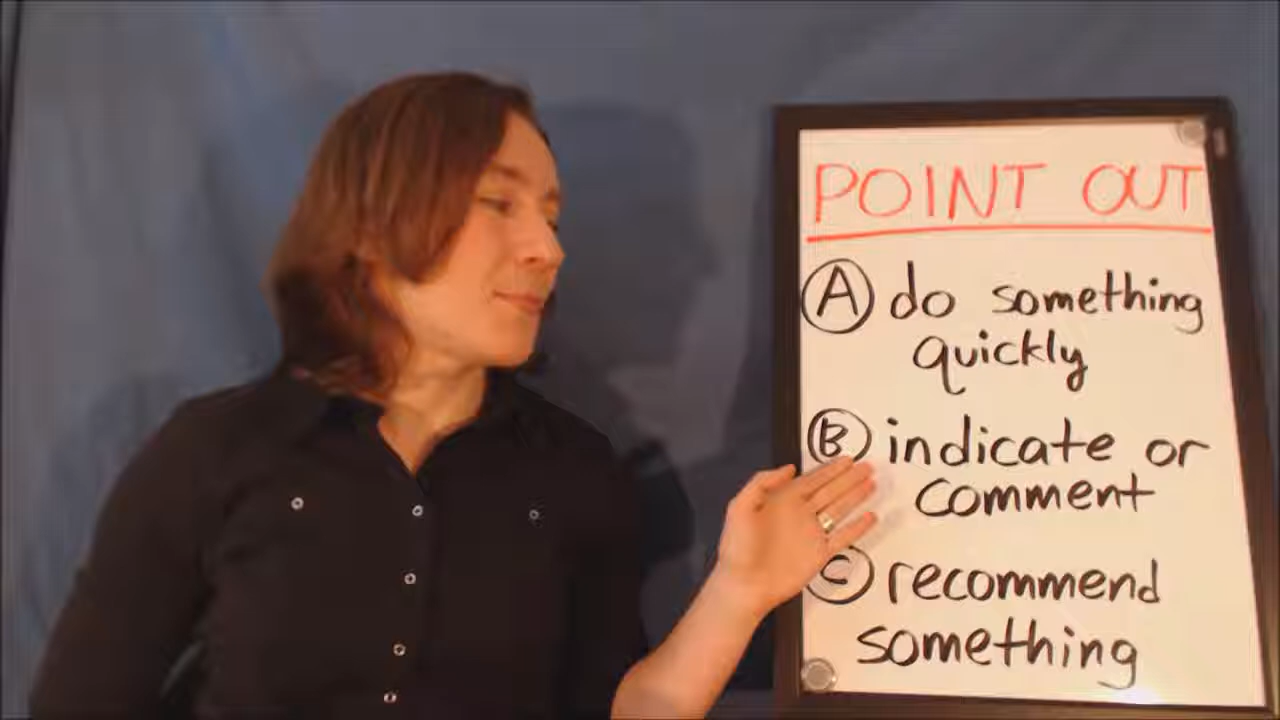 POINT OUT
A do something
quickly
B indicate or
comment
C recommend
something